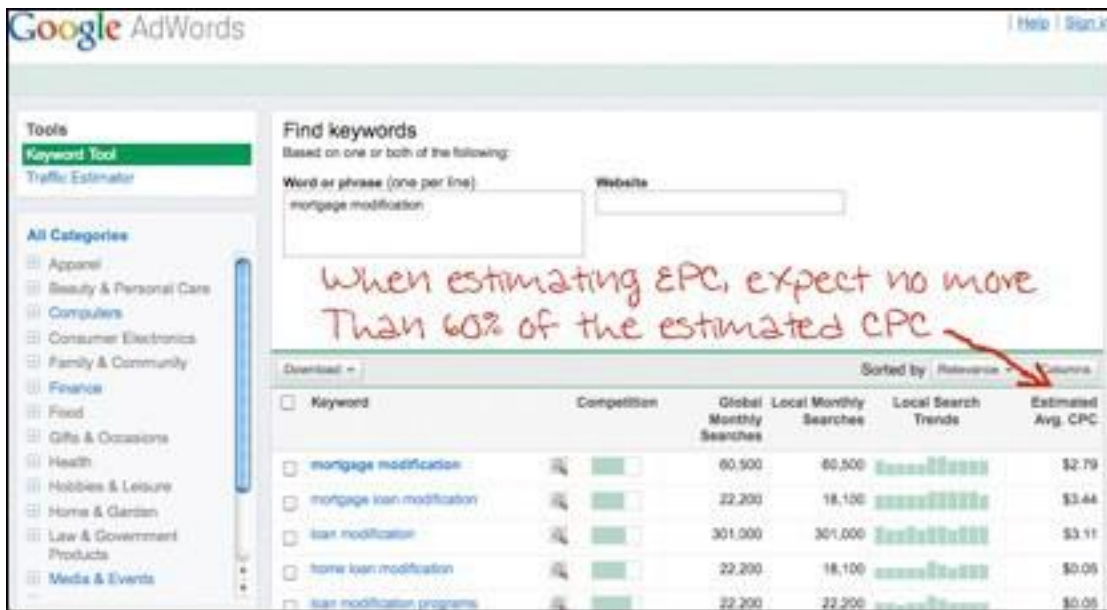 Google AdWords
Help | Sign in
Tools
Keyword Tool
Traffic Estimator
All Categories
Apparel
Beauty & Personal Care
Computers
Consumer Electronics
Family & Community
Finance
Food
Gifts & Occasions
Health
Hobbies & Leisure
Home & Garden
Law & Government
Products
Media & Events
Find keywords
Based on one or both of the following:
Word or phrase (one per line)
Website
mortgage modification
When estimating EPC, expect no more
Than 60% of the estimated CPC
Download
Sorted by Relevance Columns
Keyword Competition Global Monthly Searches Local Monthly Searches Local Search Trends Estimated Avg. CPC
mortgage modification 60,500 60,500 $2.79
mortgage loan modification 22,200 18,100 $3.44
loan modification 301,000 301,000 $3.11
home loan modification 22,200 18,100 $0.05
loan modification programs 22,200 22,200 $0.05